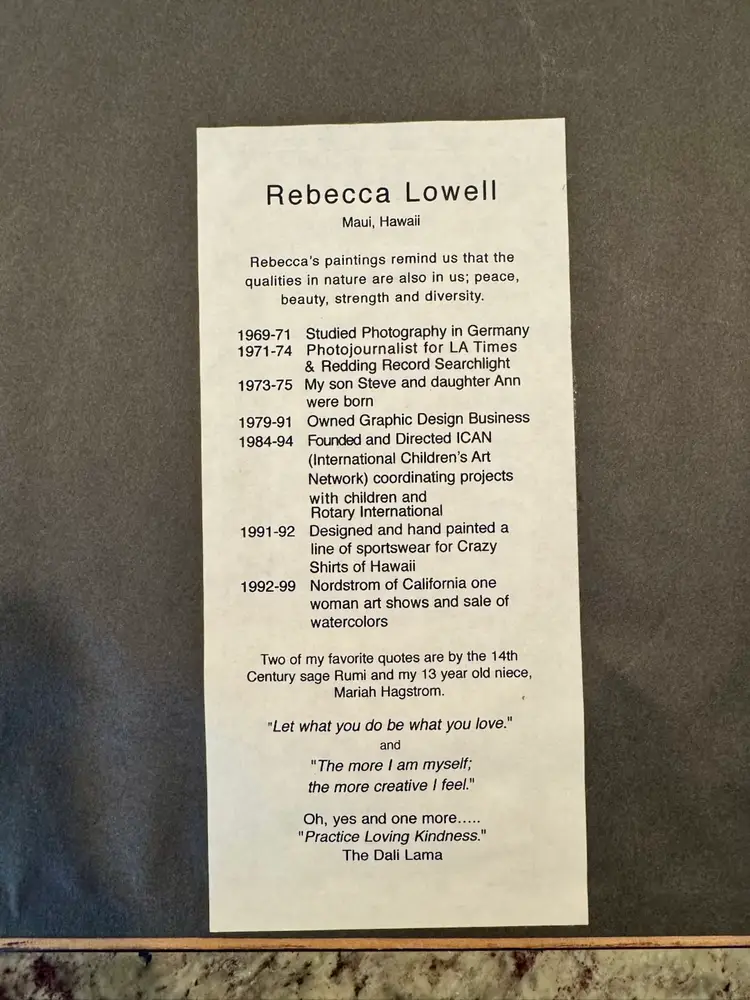 Rebecca Lowell
Maui, Hawaii
Rebecca's paintings remind us that the
qualities in nature are also in us; peace,
beauty, strength and diversity.
1969-71 Studied Photography in Germany
1971-74 Photojournalist for LA Times
& Redding Record Searchlight
1973-75 My son Steve and daughter Ann
were born
1979-91 Owned Graphic Design Business
1984-94 Founded and Directed ICAN
(International Children's Art
Network) coordinating projects
with children and
Rotary International
1991-92 Designed and hand painted a
line of sportswear for Crazy
Shirts of Hawaii
1992-99 Nordstrom of California one
woman art shows and sale of
watercolors
Two of my favorite quotes are by the 14th
Century sage Rumi and my 13 year old niece,
Mariah Hagstrom.
"Let what you do be what you love."
and
"The more I am myself;
the more creative I feel."
Oh, yes and one more.....
"Practice Loving Kindness."
The Dali Lama